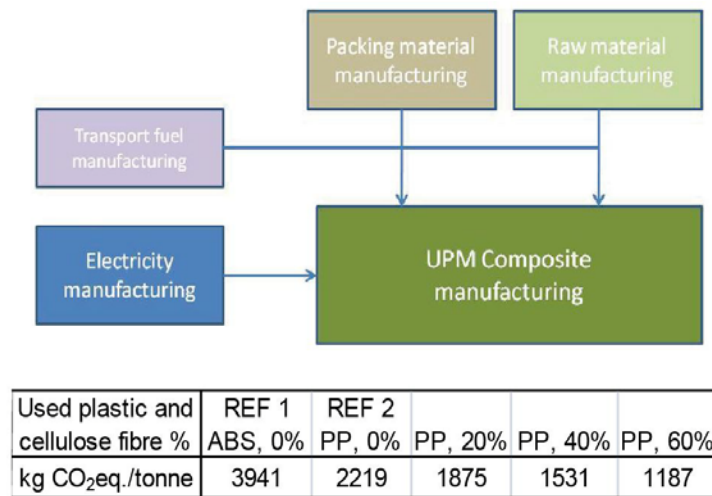 Packing material
manufacturing
Raw material
manufacturing
Transport fuel
manufacturing
Electricity
manufacturing
UPM Composite
manufacturing
Used plastic and REF 1 REF 2
cellulose fibre % ABS, 0% PP, 0% PP, 20% PP, 40% PP, 60%
kg CO₂eq./tonne 3941 2219 1875 1531 1187